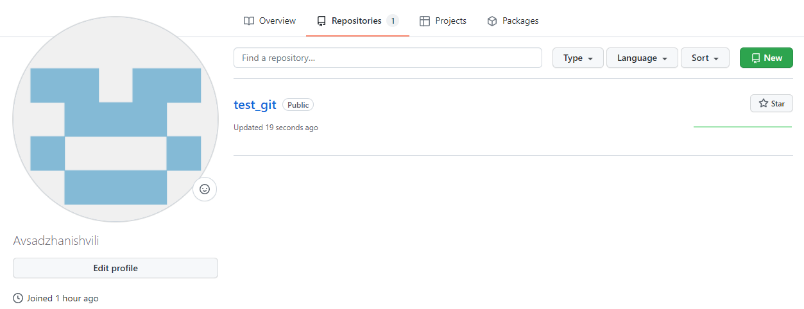 Overview Repositories 1 Projects Packages
Find a repository... Type Language Sort New
test_git Public Star
Updated 19 seconds ago
Avsadzhanishvili
Edit profile
Joined 1 hour ago